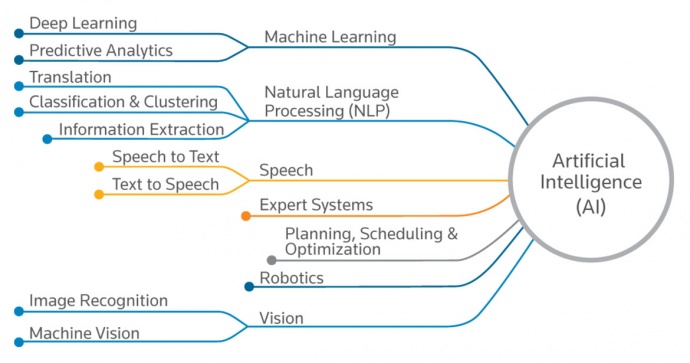 Deep Learning
Predictive Analytics
Machine Learning
Translation
Classification & Clustering
Information Extraction
Natural Language
Processing (NLP)
Speech to Text
Text to Speech
Speech
Expert Systems
Planning, Scheduling &
Optimization
Robotics
Image Recognition
Machine Vision
Vision
Artificial
Intelligence
(AI)